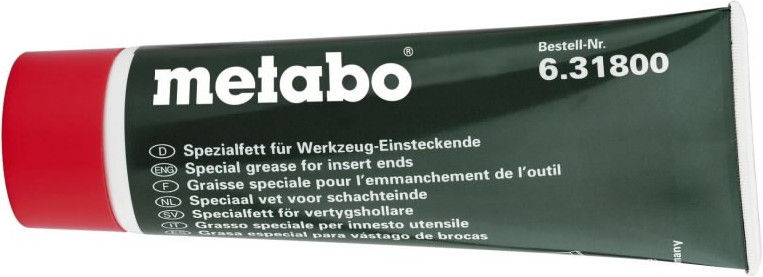 metabo®
Bestell-Nr.
6.31800
D Spezialfett für Werkzeug-Einsteckende
ENG Special grease for insert ends
F Graisse speciale pour l'emmanchement de l'outil
NL Speciaal vet voor schachteinde
SV Specialfett för vertygshollare
IT Grasso speciale per innesto utensile
ES Grasa especial para vástago de brocas